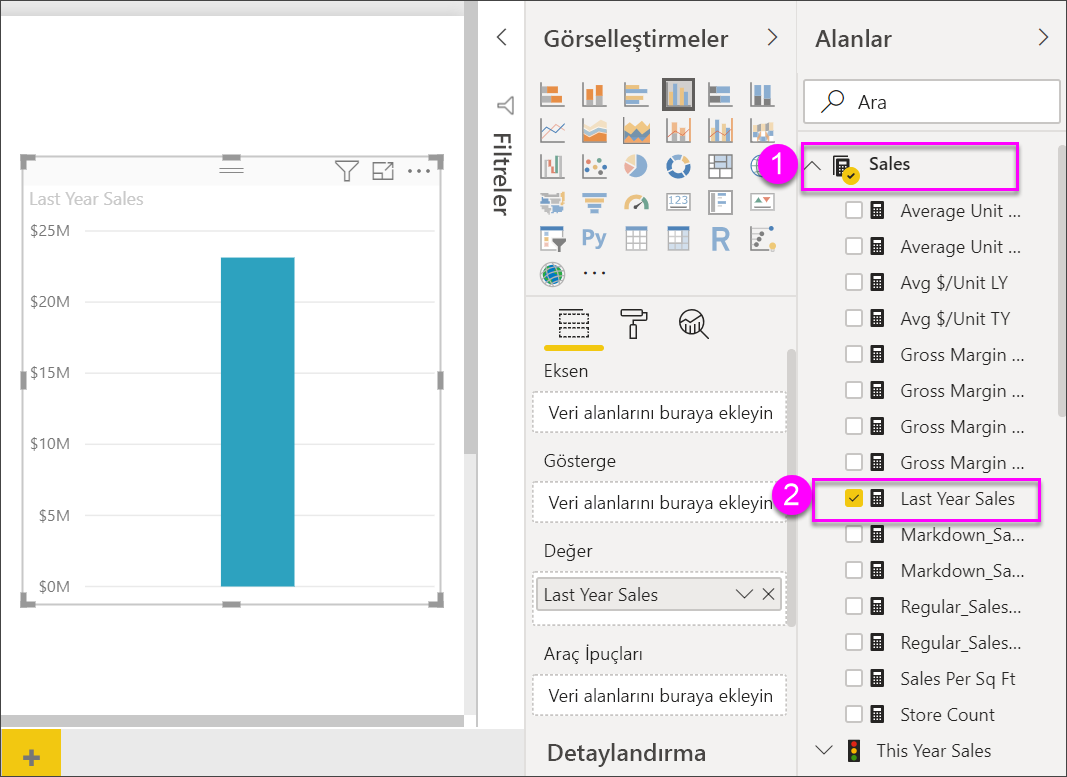 Last Year Sales
$25M
$20M
$15M
$10M
$5M
$0M
Filtreler
Görselleştirmeler
123
Py
R
Eksen
Veri alanlarını buraya ekleyin
Gösterge
Veri alanlarını buraya ekleyin
Değer
Last Year Sales
Araç İpuçları
Veri alanlarını buraya ekleyin
Detaylandırma
Alanlar
Ara
1
Sales
Average Unit ...
Average Unit ...
Avg $/Unit LY
Avg $/Unit TY
Gross Margin ...
Gross Margin ...
Gross Margin ...
Gross Margin ...
2
Last Year Sales
Markdown_Sa...
Markdown_Sa...
Regular_Sales...
Regular_Sales...
Sales Per Sq Ft
Store Count
This Year Sales